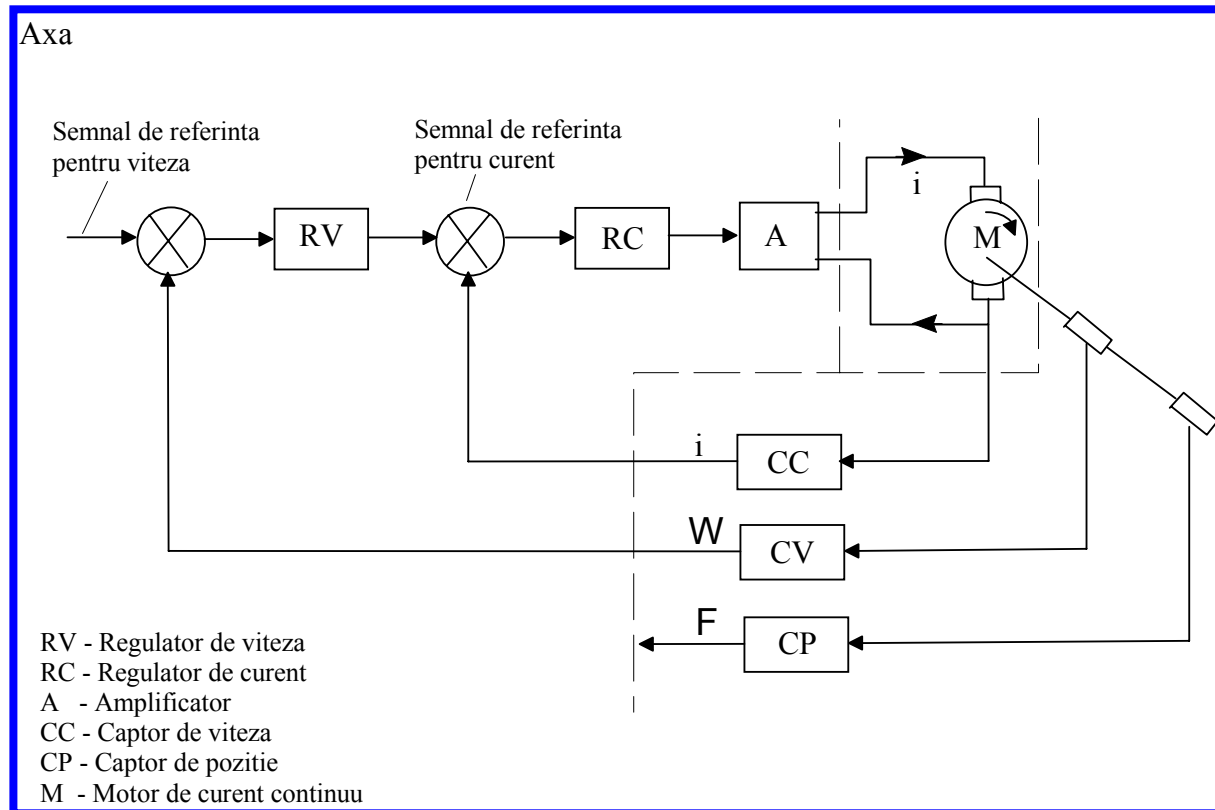 Axa
Semnal de referinta
pentru viteza
Semnal de referinta
pentru curent
i
RV
RC
A
M
i
CC
W
CV
F
CP
RV - Regulator de viteza
RC - Regulator de curent
A - Amplificator
CC - Captor de viteza
CP - Captor de pozitie
M - Motor de curent continuu